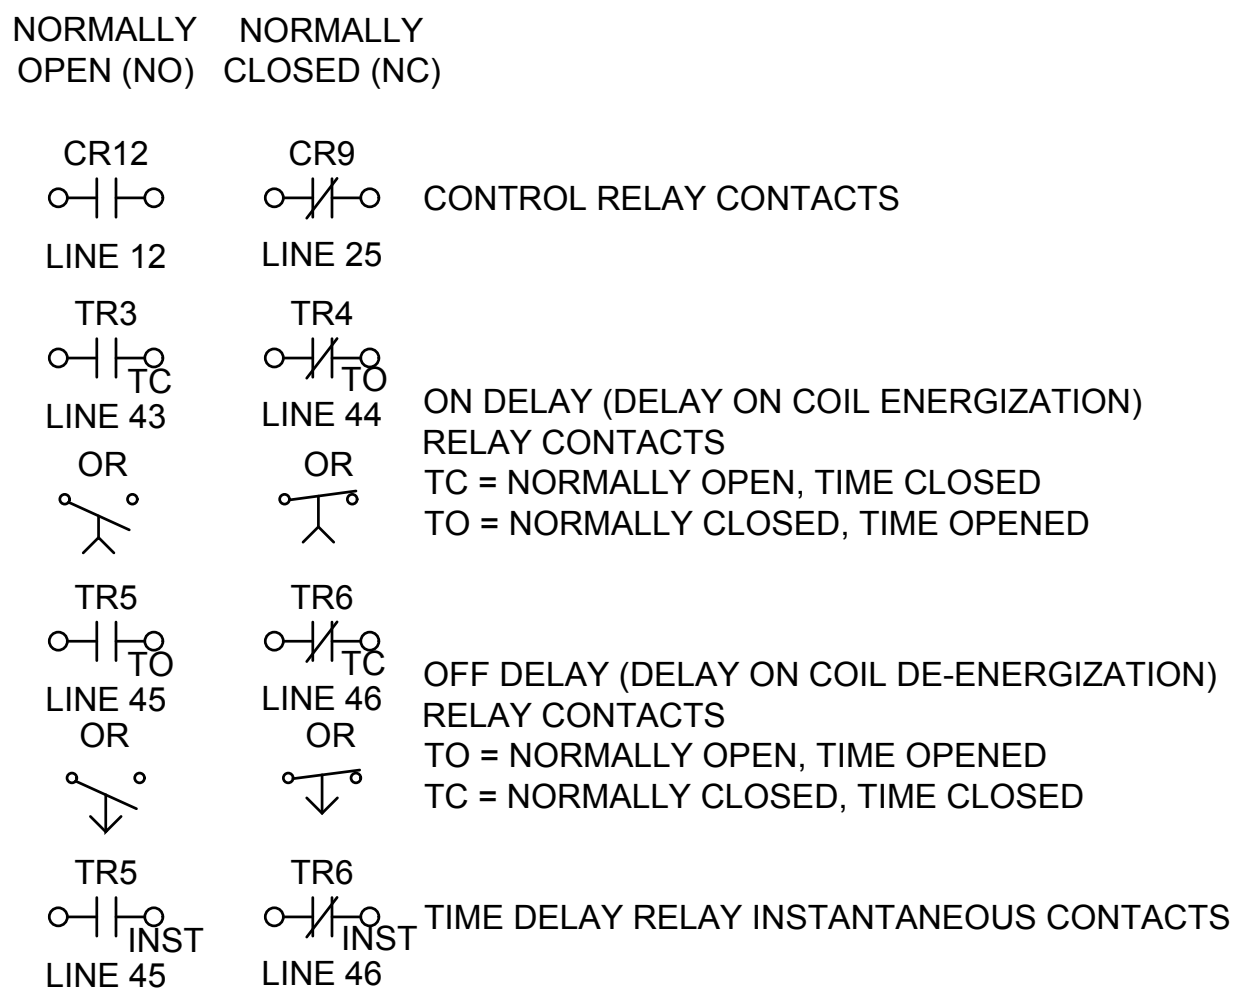 NORMALLY NORMALLY
OPEN (NO) CLOSED (NC)
CR12 CR9
CONTROL RELAY CONTACTS
LINE 12 LINE 25
TR3 TR4
TC TO
LINE 43 LINE 44
ON DELAY (DELAY ON COIL ENERGIZATION)
RELAY CONTACTS
OR OR
TC = NORMALLY OPEN, TIME CLOSED
TO = NORMALLY CLOSED, TIME OPENED
TR5 TR6
TO TC
LINE 45 LINE 46
OFF DELAY (DELAY ON COIL DE-ENERGIZATION)
RELAY CONTACTS
OR OR
TO = NORMALLY OPEN, TIME OPENED
TC = NORMALLY CLOSED, TIME CLOSED
TR5 TR6
INST INST
TIME DELAY RELAY INSTANTANEOUS CONTACTS
LINE 45 LINE 46